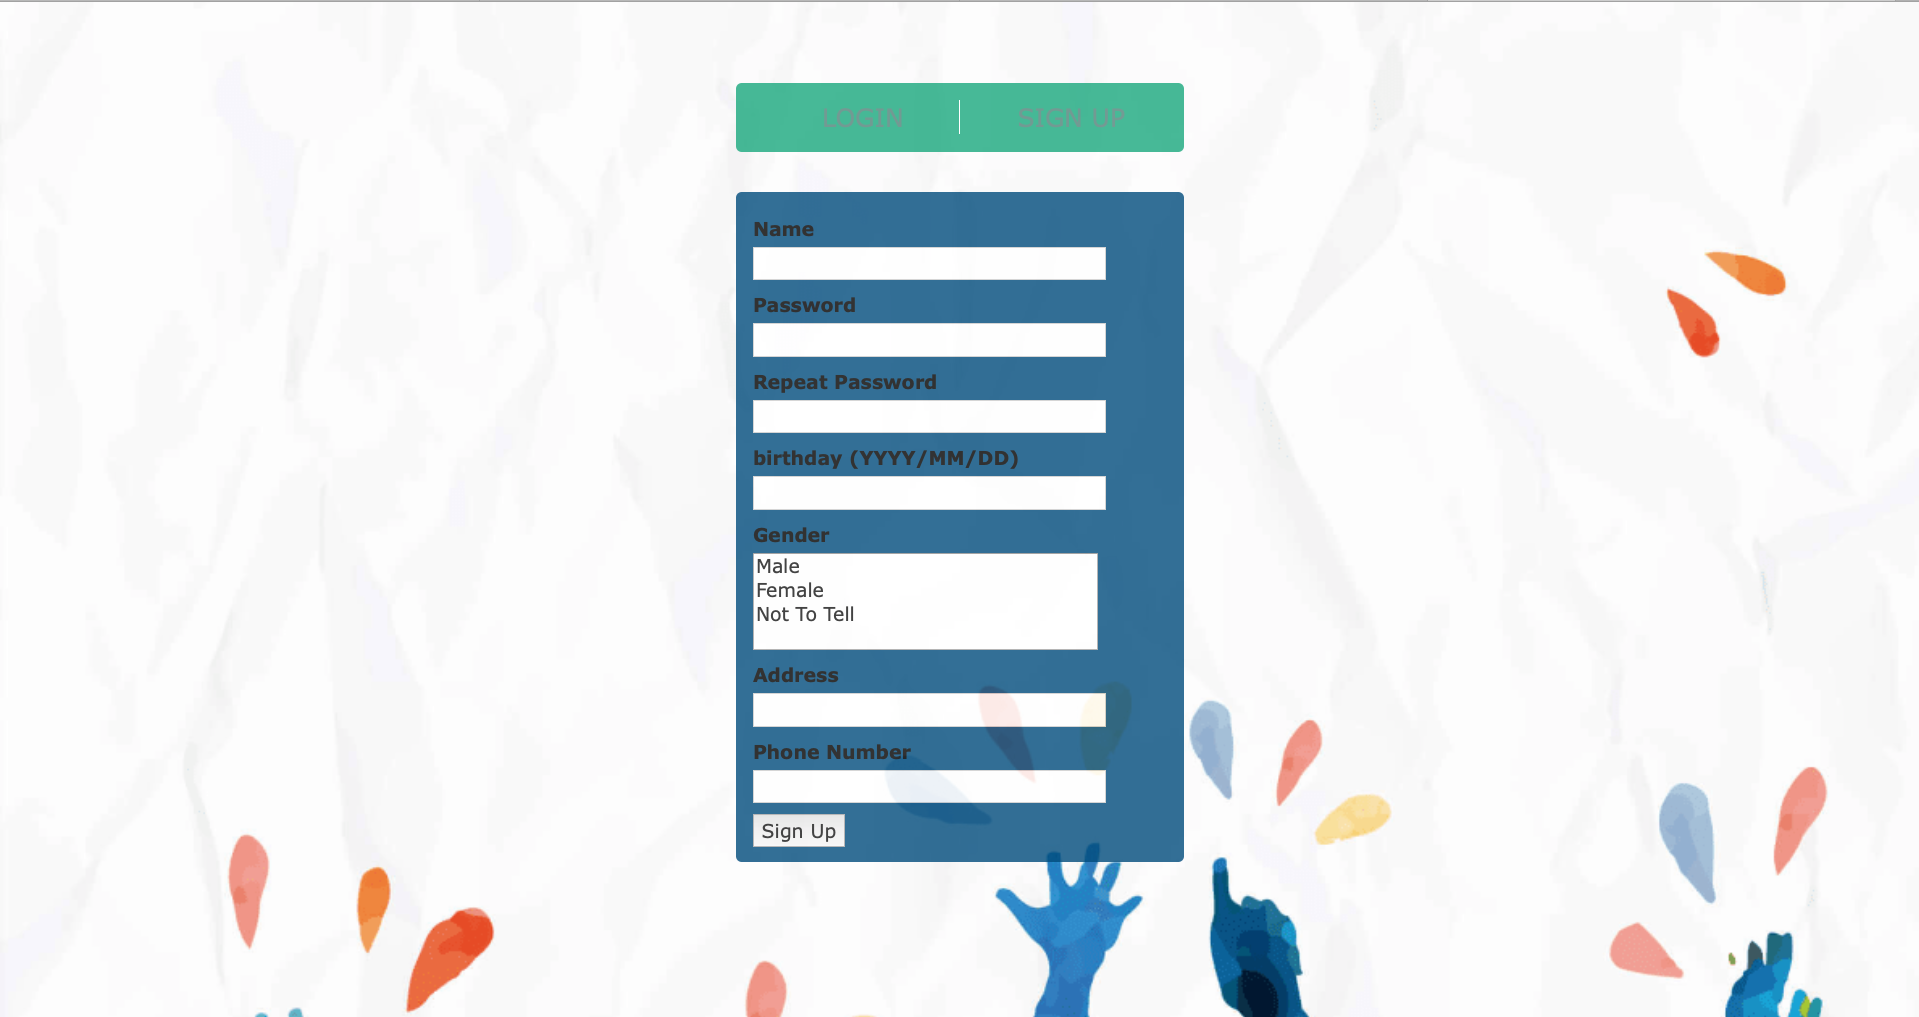 LOGIN SIGN UP
Name
Password
Repeat Password
birthday (YYYY/MM/DD)
Gender
Male
Female
Not To Tell
Address
Phone Number
Sign Up